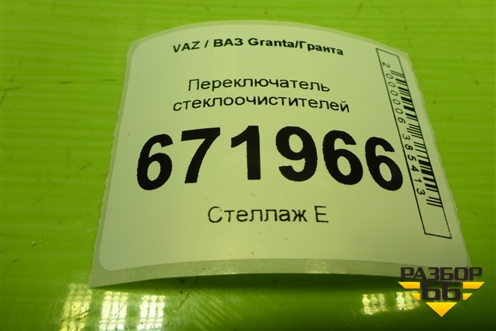 VAZ / ВАЗ Granta/Гранта
Переключатель
стеклоочистителей
671966
Стеллаж Е
2000006385413
РАЗБОР
66